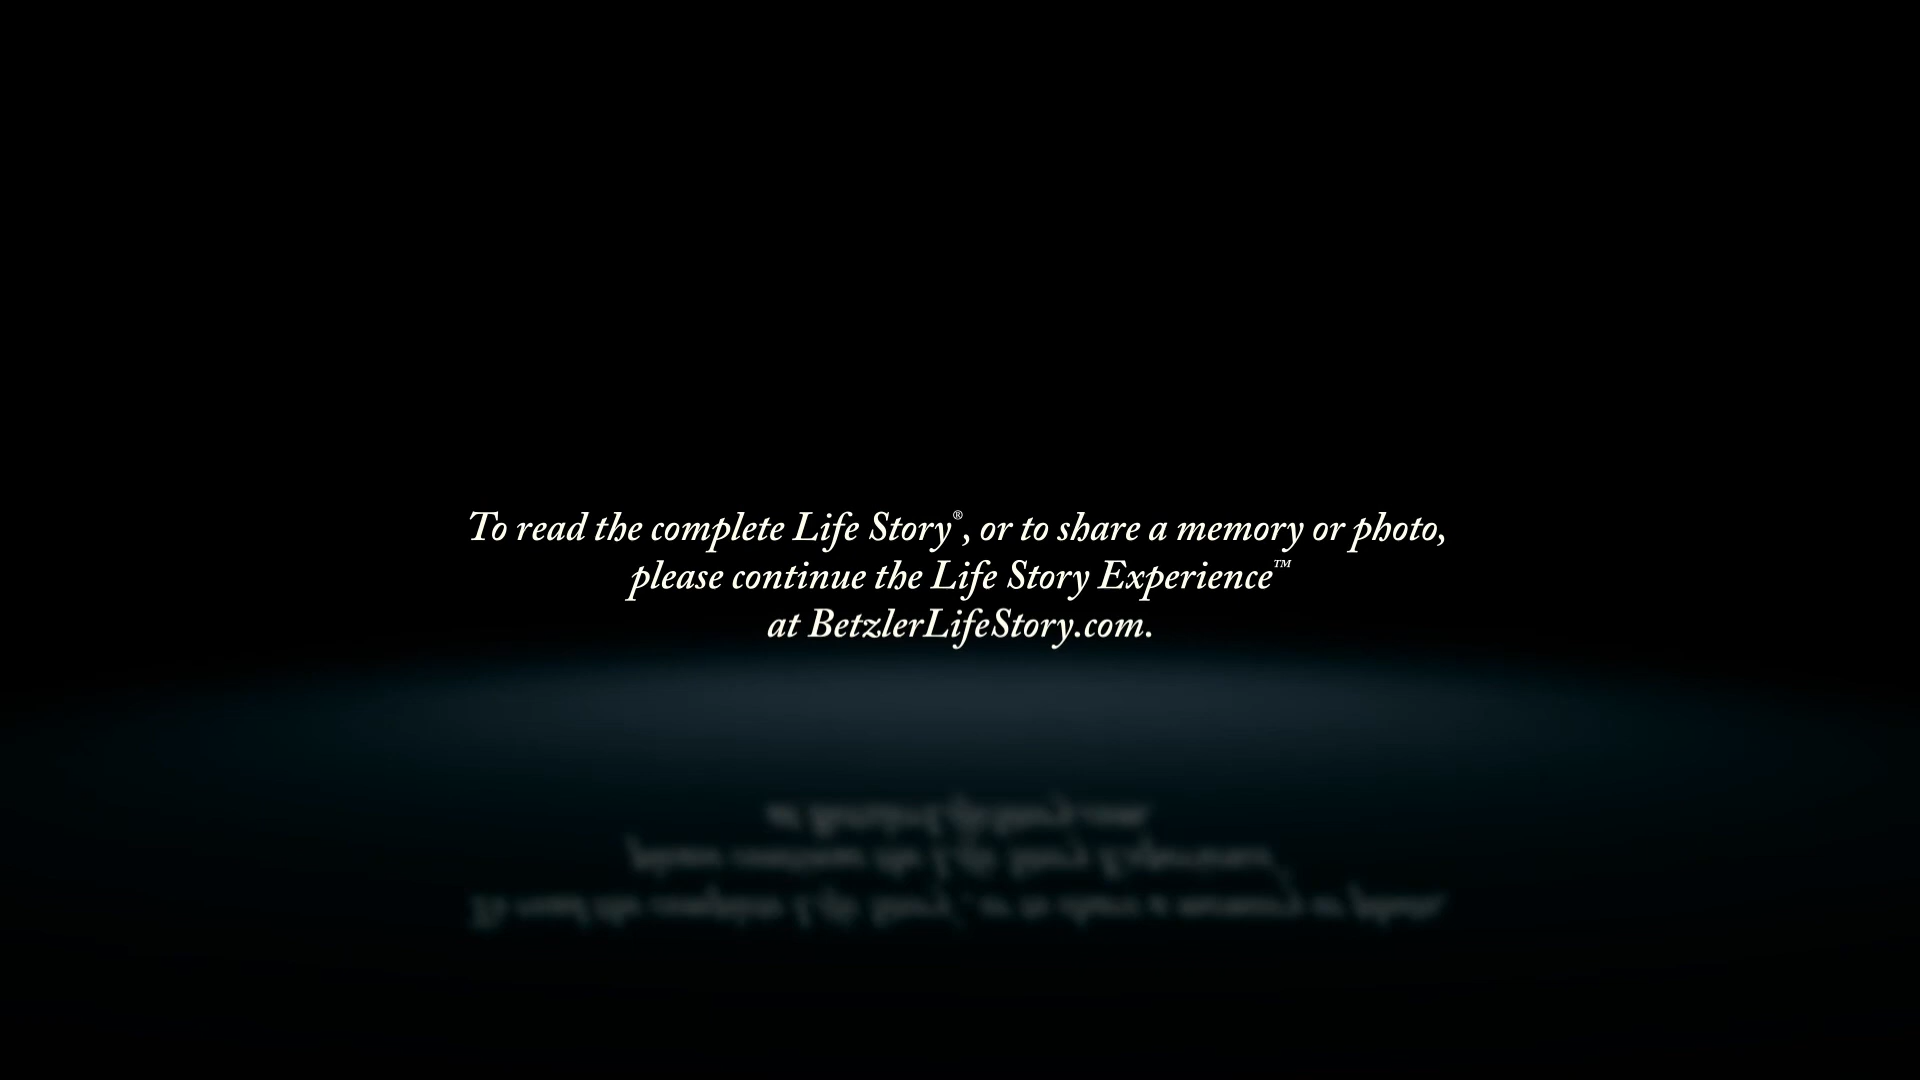 To read the complete Life Story®, or to share a memory or photo,
please continue the Life Story Experience™
at BetzlerLifeStory.com.